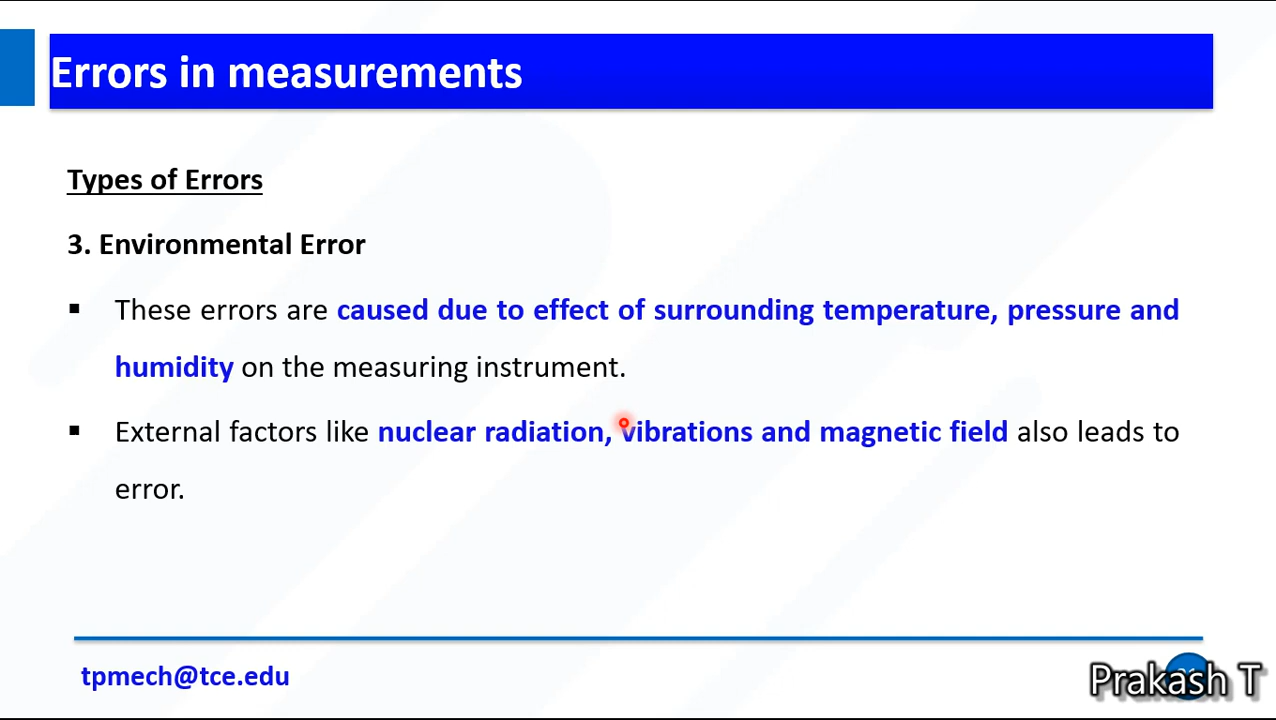 Errors in measurements
Types of Errors
3. Environmental Error
▪ These errors are caused due to effect of surrounding temperature, pressure and
humidity on the measuring instrument.
▪ External factors like nuclear radiation, vibrations and magnetic field also leads to
error.
tpmech@tce.edu
Prakash T